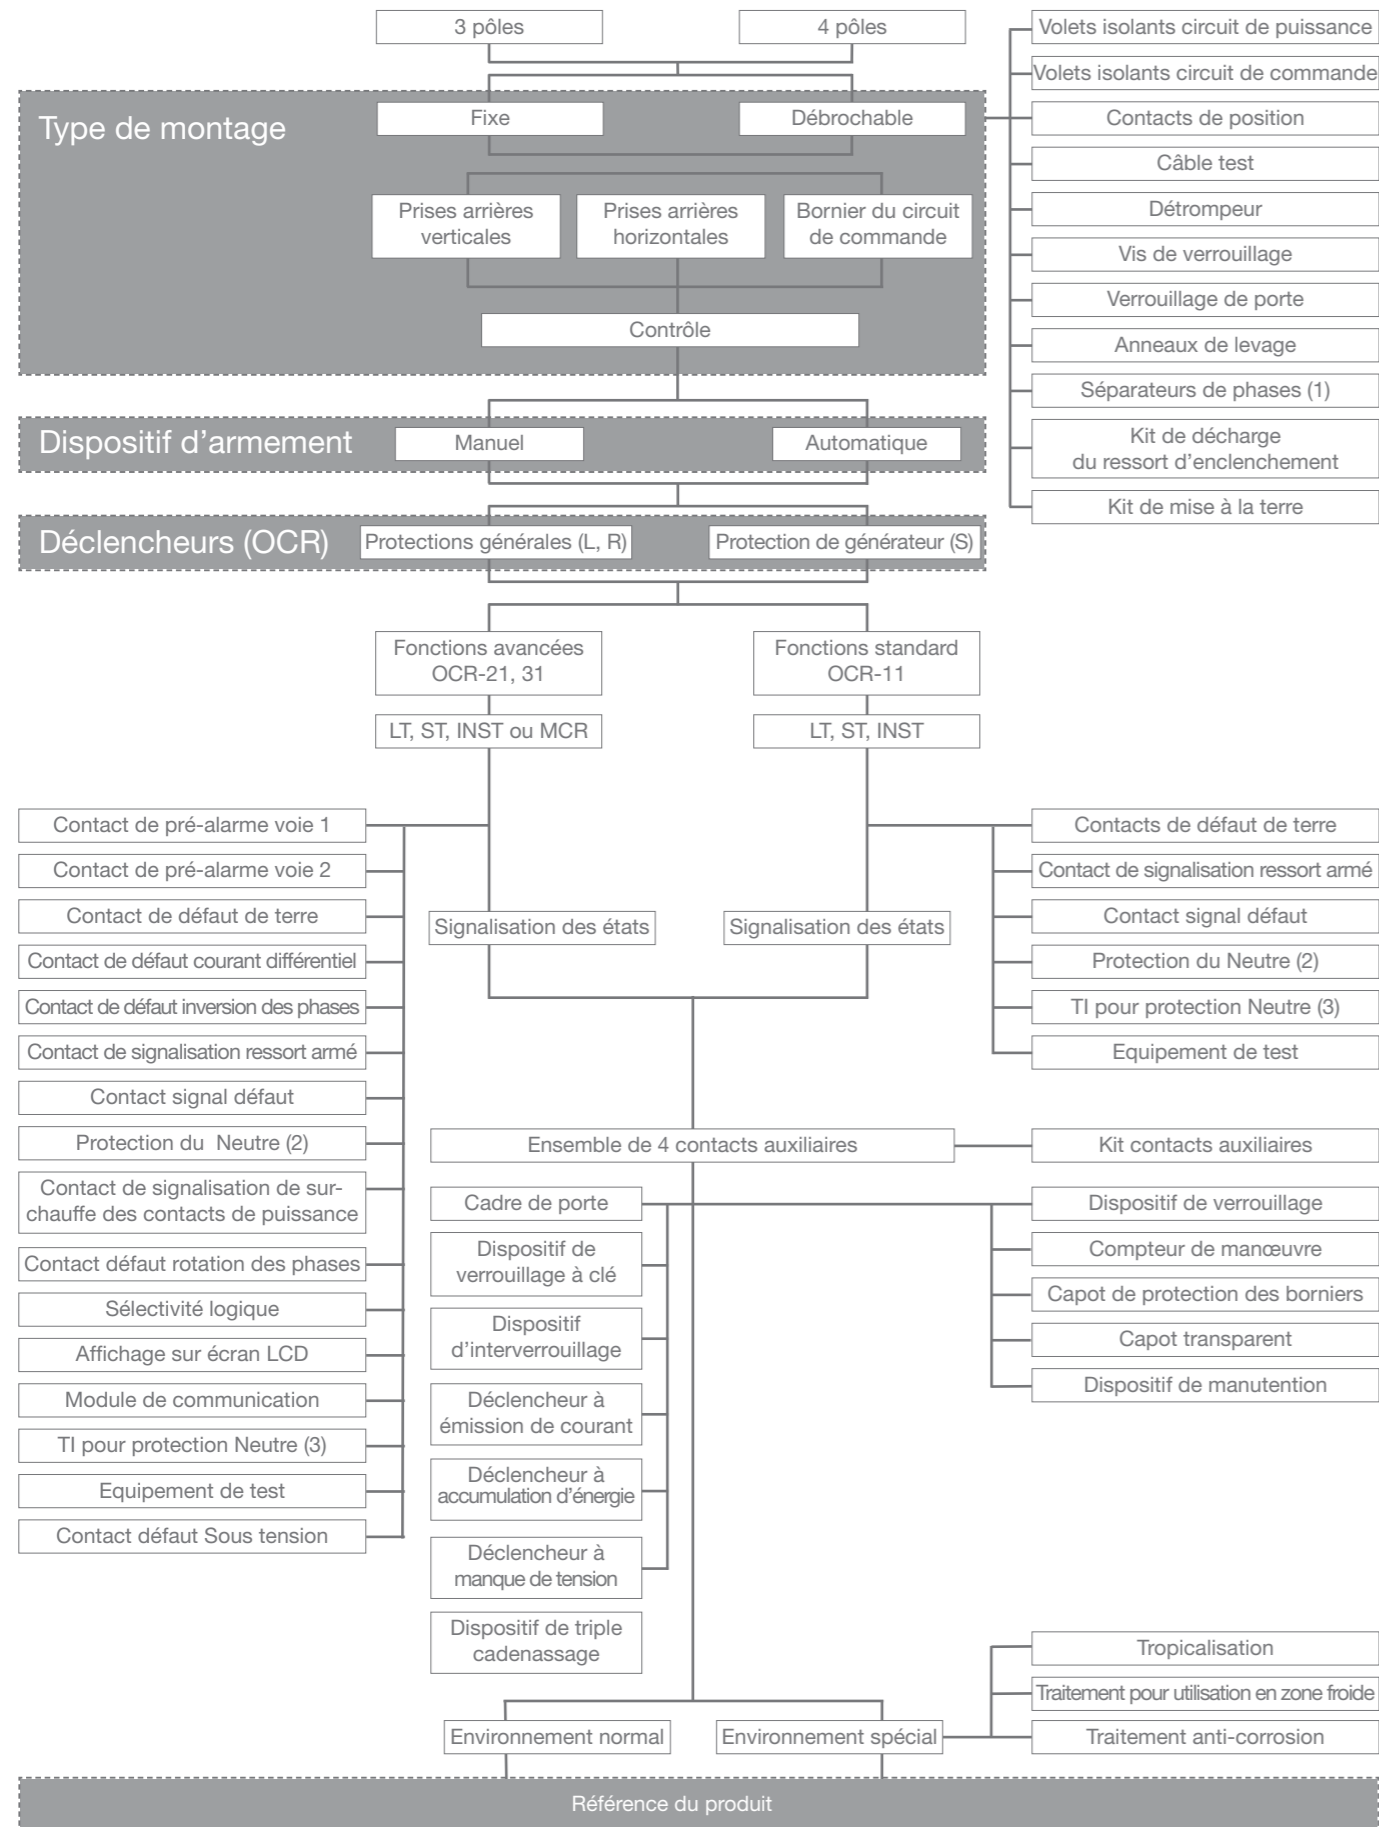 3 pôles
4 pôles
Type de montage
Fixe
Débrochable
Prises arrières
verticales
Prises arrières
horizontales
Bornier du circuit
de commande
Contrôle
Volets isolants circuit de puissance
Volets isolants circuit de commande
Contacts de position
Câble test
Détrompeur
Vis de verrouillage
Verrouillage de porte
Anneaux de levage
Séparateurs de phases (1)
Kit de décharge
du ressort d'enclenchement
Kit de mise à la terre
Dispositif d'armement
Manuel
Automatique
Déclencheurs (OCR)
Protections générales (L, R)
Protection de générateur (S)
Fonctions avancées
OCR-21, 31
Fonctions standard
OCR-11
LT, ST, INST ou MCR
LT, ST, INST
Contact de pré-alarme voie 1
Contact de pré-alarme voie 2
Contact de défaut de terre
Contact de défaut courant différentiel
Contact de défaut inversion des phases
Contact de signalisation ressort armé
Contact signal défaut
Protection du  Neutre (2)
Contact de signalisation de sur-
chauffe des contacts de puissance
Contact défaut rotation des phases
Sélectivité logique
Affichage sur écran LCD
Module de communication
TI pour protection Neutre (3)
Equipement de test
Contact défaut Sous tension
Signalisation des états
Signalisation des états
Contacts de défaut de terre
Contact de signalisation ressort armé
Contact signal défaut
Protection du Neutre (2)
TI pour protection Neutre (3)
Equipement de test
Ensemble de 4 contacts auxiliaires
Kit contacts auxiliaires
Cadre de porte
Dispositif de
verrouillage à clé
Dispositif
d'interverrouillage
Déclencheur à
émission de courant
Déclencheur à
accumulation d'énergie
Déclencheur à
manque de tension
Dispositif de triple
cadenassage
Dispositif de verrouillage
Compteur de manœuvre
Capot de protection des borniers
Capot transparent
Dispositif de manutention
Environnement normal
Environnement spécial
Tropicalisation
Traitement pour utilisation en zone froide
Traitement anti-corrosion
Référence du produit